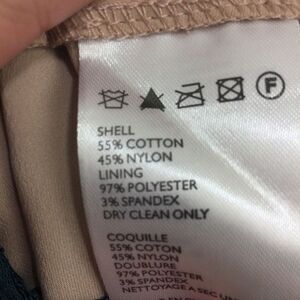 F
SHELL
55% COTTON
45% NYLON
LINING
97% POLYESTER
3% SPANDEX
DRY CLEAN ONLY
COQUILLE
55% COTON
45% NYLON
DOUBLURE
97% POLYESTER
3% SPANDEX
NETTOYAGE A SEC